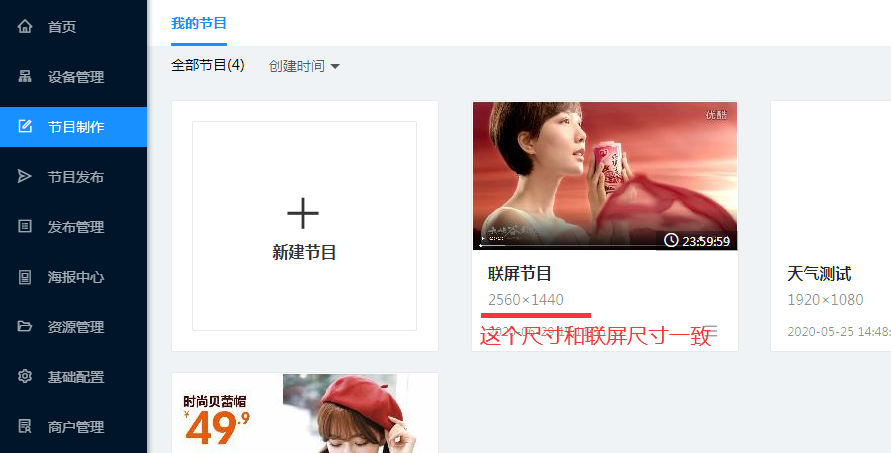 首页
设备管理
节目制作
节目发布
发布管理
海报中心
资源管理
基础配置
商户管理
我的节目
全部节目(4)
创建时间
新建节目
优酷
23:59:59
联屏节目
2560×1440
这个尺寸和联屏尺寸一致
天气测试
1920×1080
2020-05-25 14:48:
时尚贝蕾帽
¥49.9